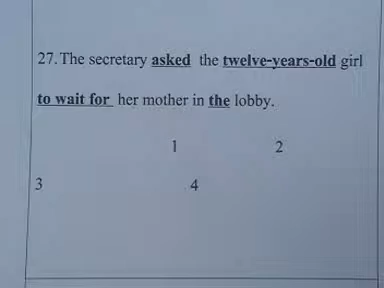 27. The secretary asked the twelve-years-old girl
to wait for her mother in the lobby.
1 2
3 4